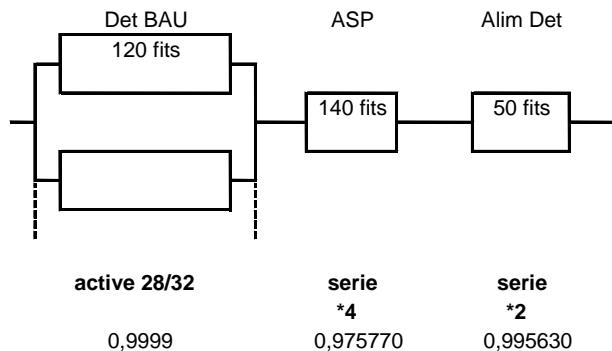 Det BAU ASP Alim Det
120 fits
140 fits 50 fits
active 28/32 serie serie
*4 *2
0,9999 0,975770 0,995630